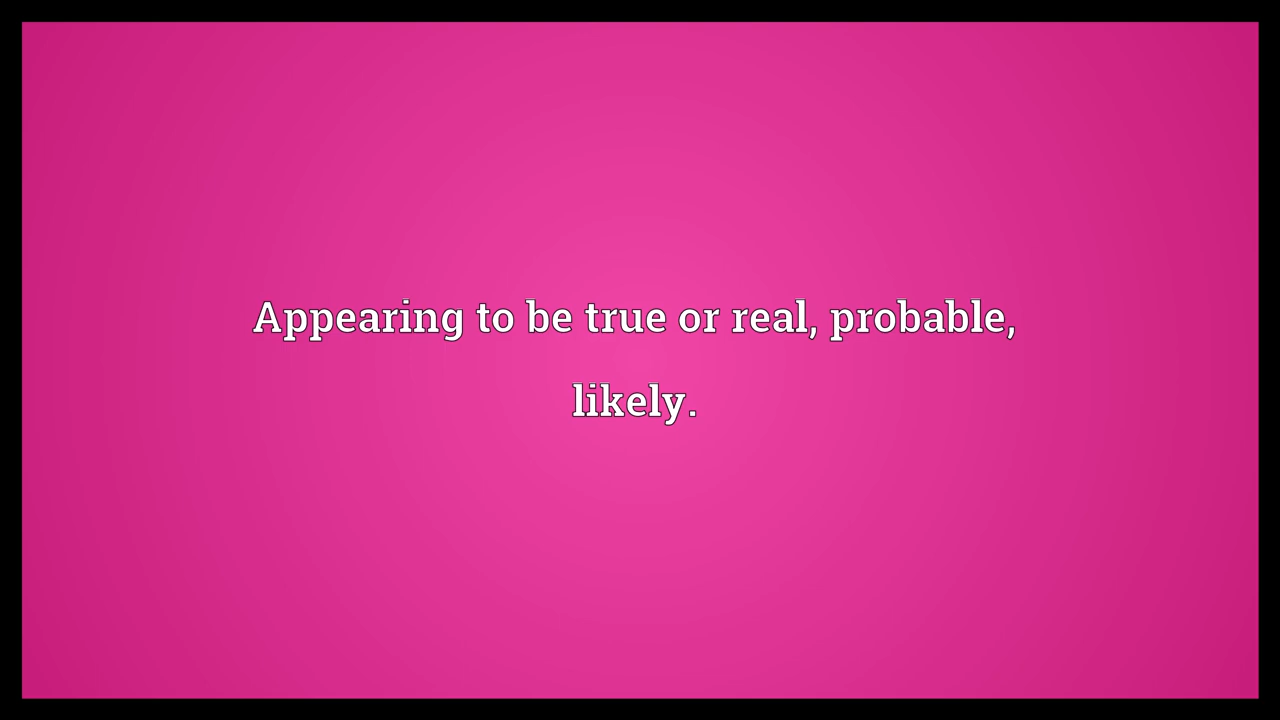 Appearing to be true or real, probable,
likely.